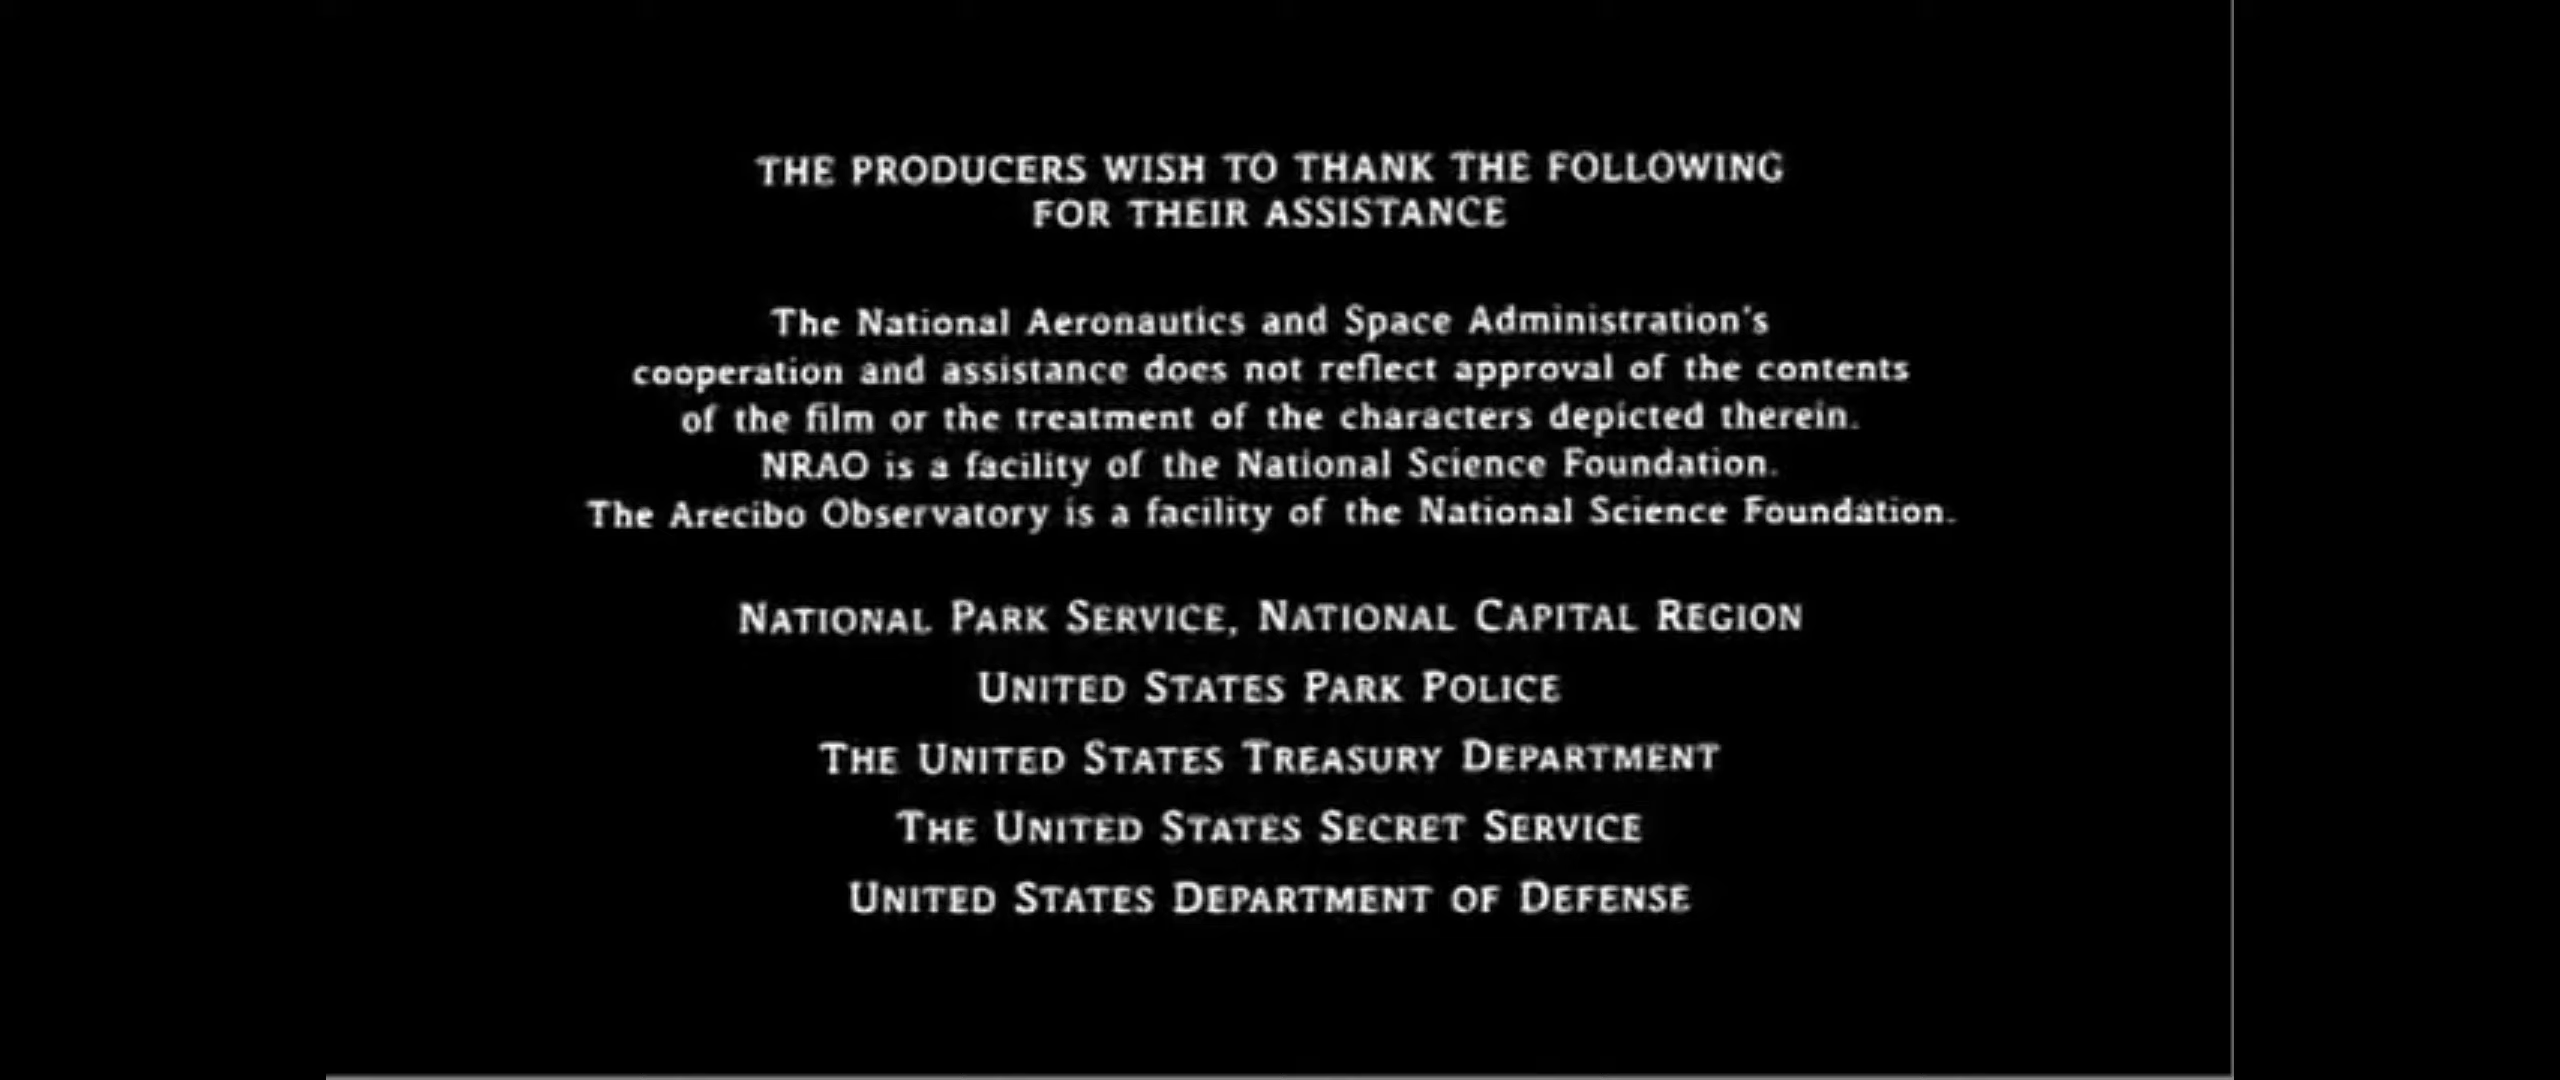 THE PRODUCERS WISH TO THANK THE FOLLOWING
FOR THEIR ASSISTANCE
The National Aeronautics and Space Administration's
cooperation and assistance does not reflect approval of the contents
of the film or the treatment of the characters depicted therein.
NRAO is a facility of the National Science Foundation.
The Arecibo Observatory is a facility of the National Science Foundation.
NATIONAL PARK SERVICE, NATIONAL CAPITAL REGION
UNITED STATES PARK POLICE
THE UNITED STATES TREASURY DEPARTMENT
THE UNITED STATES SECRET SERVICE
UNITED STATES DEPARTMENT OF DEFENSE